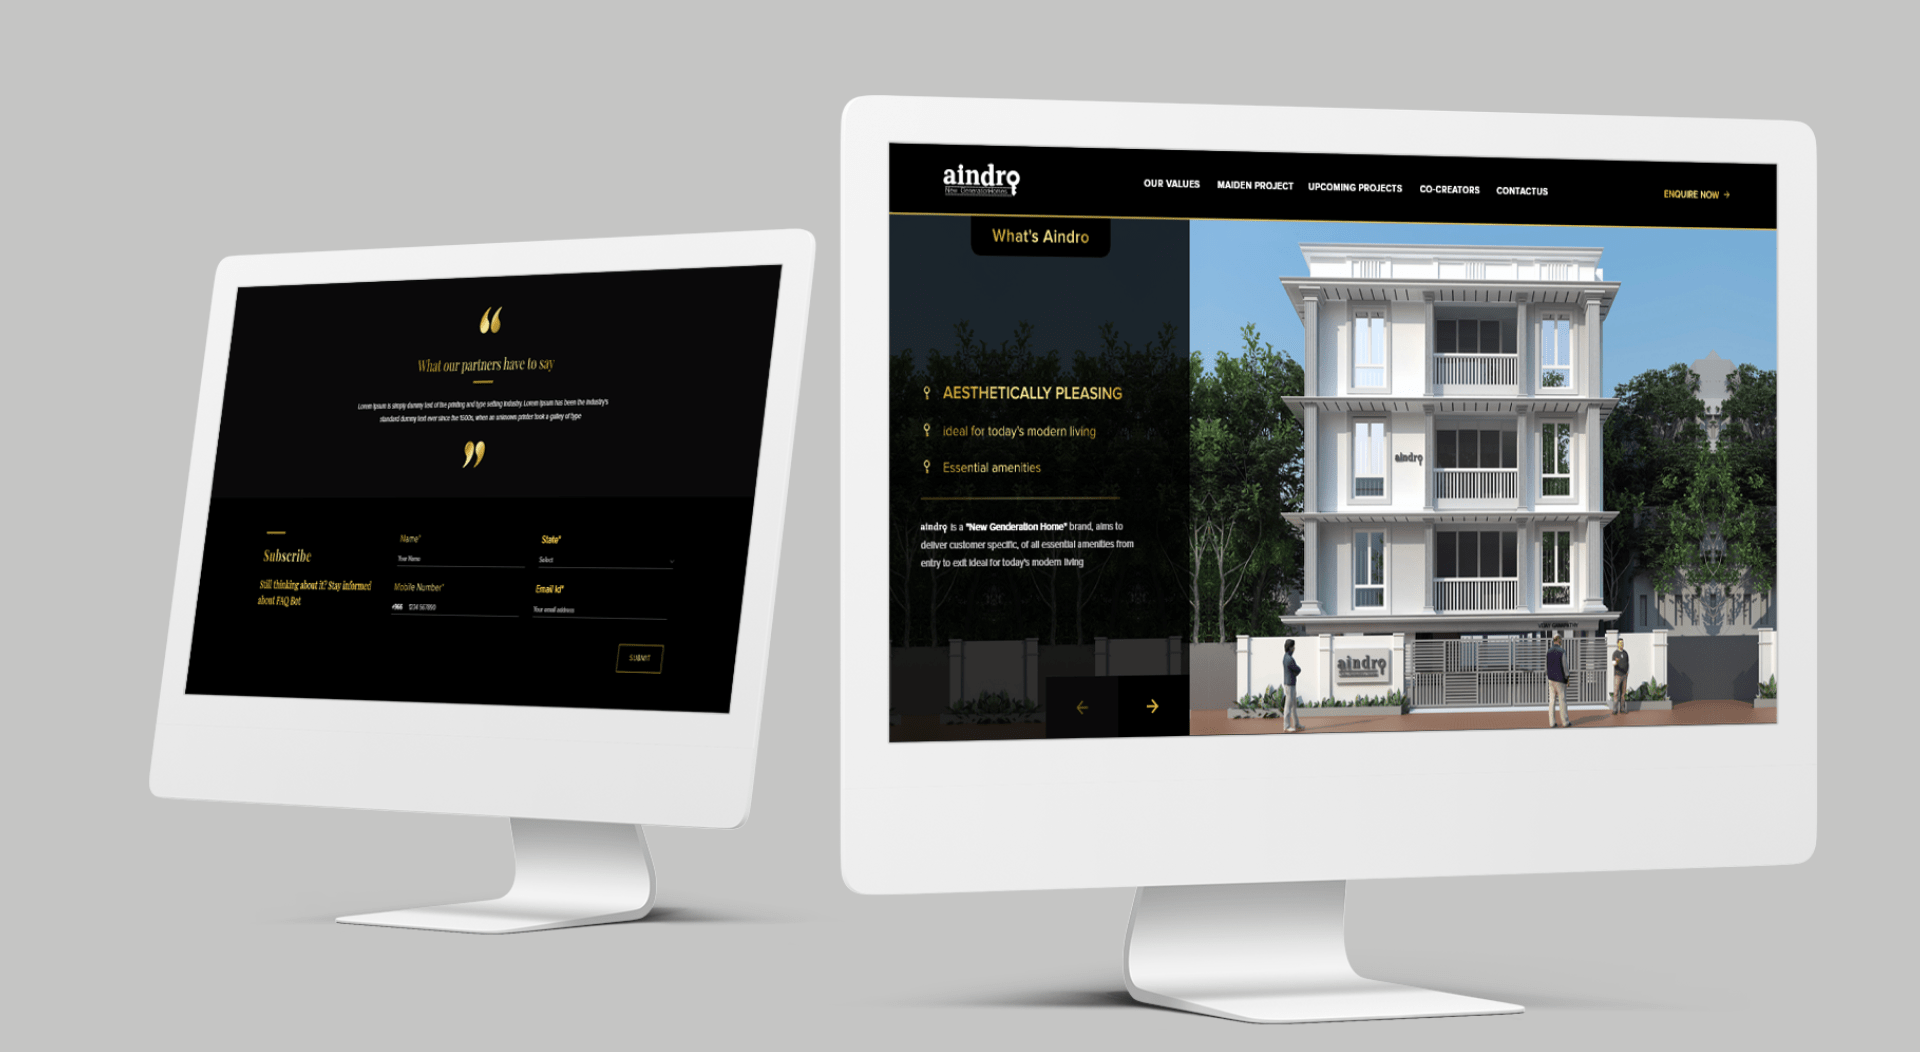 What our partners have to say
Lorem Ipsum is simply dummy text of the printing and type setting industry. Lorem Ipsum has been the industry's
standard dummy text ever since the 1500s, when an unknown printer took a galley of type
Subscribe
Still thinking about it? Stay informed
about FAQ Bot
Name*
Your Name
State*
Select
Mobile Number*
+966 1234 567890
Email Id*
Your email address
SUBMIT
aindro
New Generation Homes
OUR VALUES MAIDEN PROJECT UPCOMING PROJECTS CO-CREATORS CONTACTUS
ENQUIRE NOW →
What's Aindro
AESTHETICALLY PLEASING
ideal for today's modern living
Essential amenities
aindro is a "New Genderation Home" brand, aims to
deliver customer specific, of all essential amenities from
entry to exit ideal for today's modern living
aindro
aindro